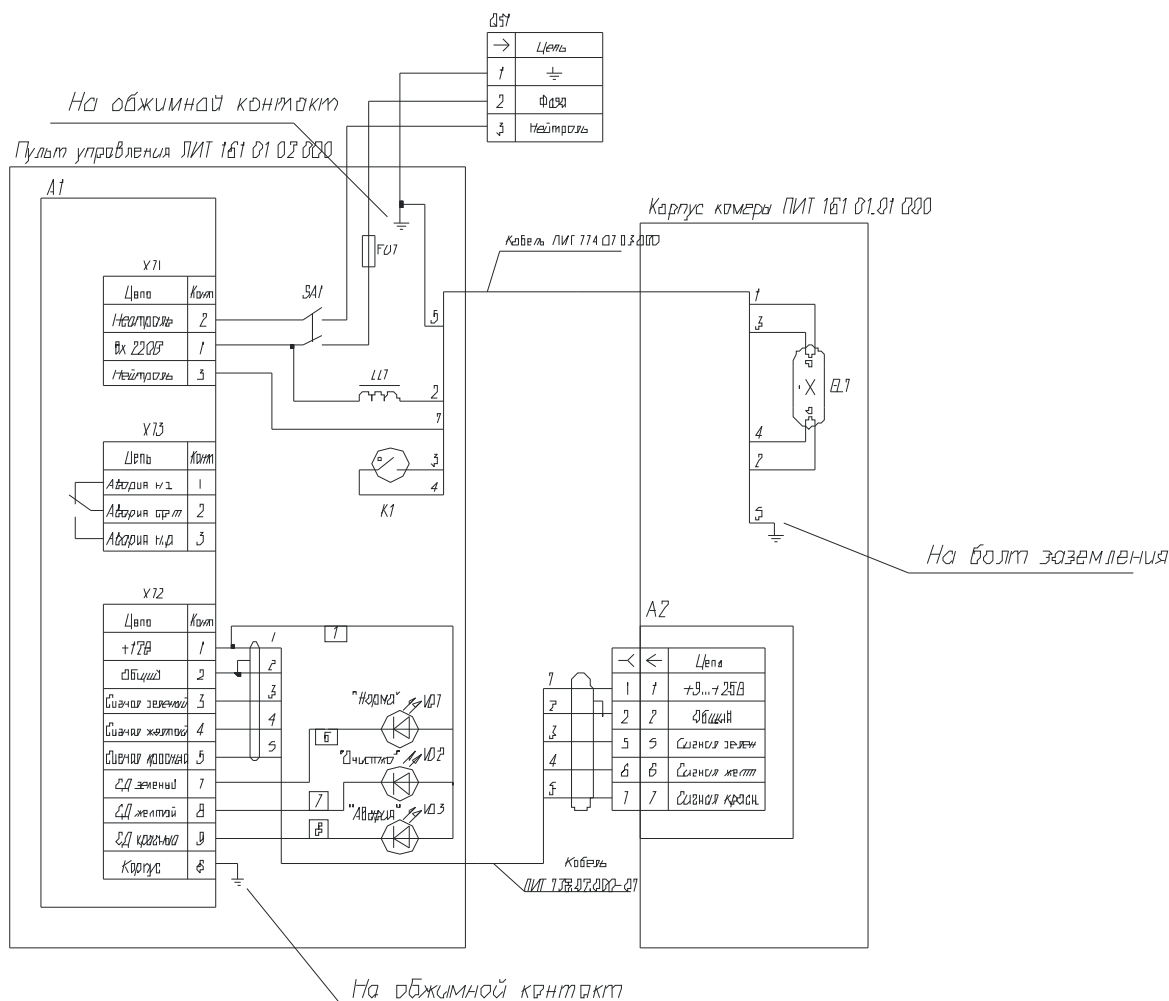 QS1
Цепь
1
2 Фаза
3 Нейтраль
На обжимной контакт
Пульт управления ЛИТ 161 01 02 000
A1
Корпус камеры ЛИТ 161 01.01 000
Кабель ЛИТ 774 07 03 000
FU1
SA1
XT1
Цепь Конт
Нейтраль 2
Вх 220В 1
Нейтраль 3
LL1
5
2
1
3
4
K1
1
3
4
2
5
EL1
XT3
Цепь Конт
Авария н.з 1
Авария срт 2
Авария н.р 3
На болт заземления
XT2
Цепь Конт
+12В 1
Общий 2
Сигнал зеленый 3
Сигнал желтый 4
Сигнал красный 5
СД зеленый 7
СД желтый 8
СД красный 9
Корпус 6
1
2
3
4
5
1
6
7
8
"Норма" VD1
"Очистка" VD2
"Авария" VD3
A2
Цепь
1 1 +9...+25В
2 2 Общий
5 5 Сигнал зелен
6 6 Сигнал желт
7 7 Сигнал красн.
1
2
3
4
5
Кабель
На обжимной контакт